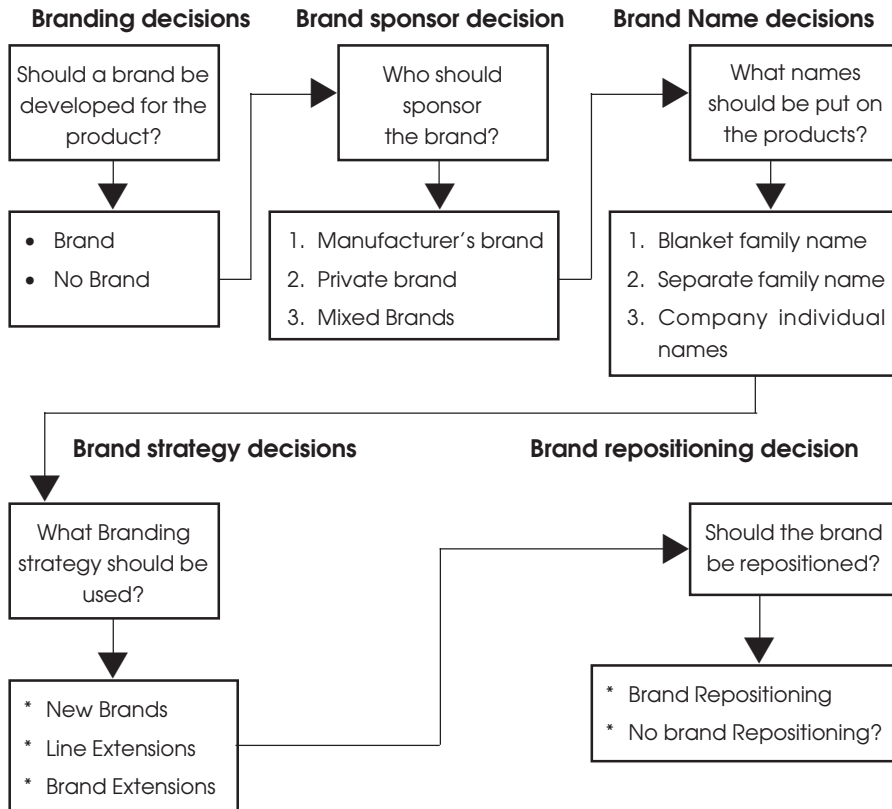 Branding decisions
Should a brand be
developed for the
product?
• Brand
• No Brand
Brand sponsor decision
Who should
sponsor
the brand?
1. Manufacturer's brand
2. Private brand
3. Mixed Brands
Brand Name decisions
What names
should be put on
the products?
1. Blanket family name
2. Separate family name
3. Company individual
names
Brand strategy decisions
What Branding
strategy should be
used?
* New Brands
* Line Extensions
* Brand Extensions
Brand repositioning decision
Should the brand
be repositioned?
* Brand Repositioning
* No brand Repositioning?